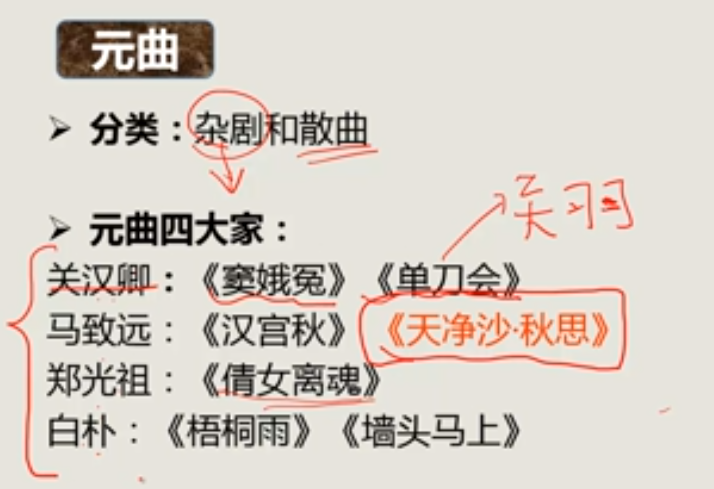 元曲
➢ 分类：杂剧和散曲
➢ 元曲四大家：
关羽
关汉卿：《窦娥冤》《单刀会》
马致远：《汉宫秋》《天净沙·秋思》
郑光祖：《倩女离魂》
白朴：《梧桐雨》《墙头马上》